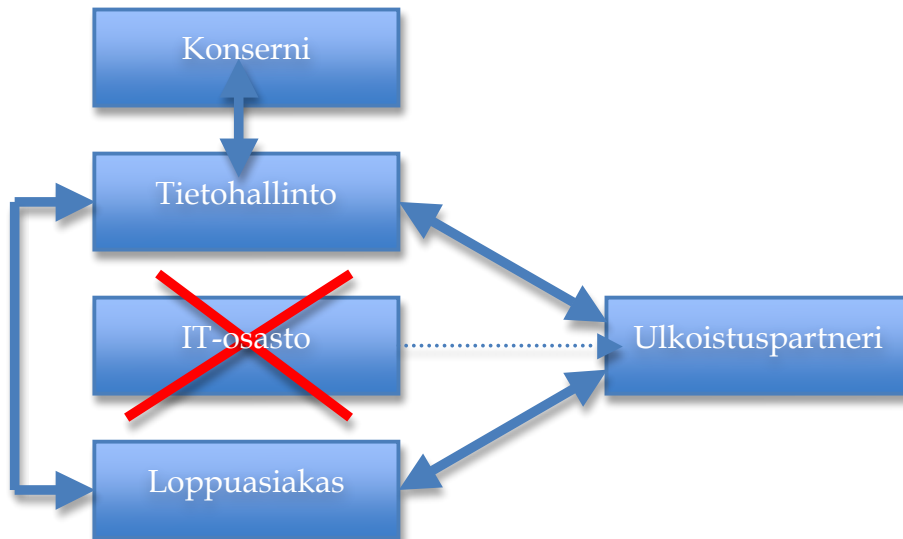 Konserni
Tietohallinto
IT-osasto
Ulkoistuspartneri
Loppuasiakas